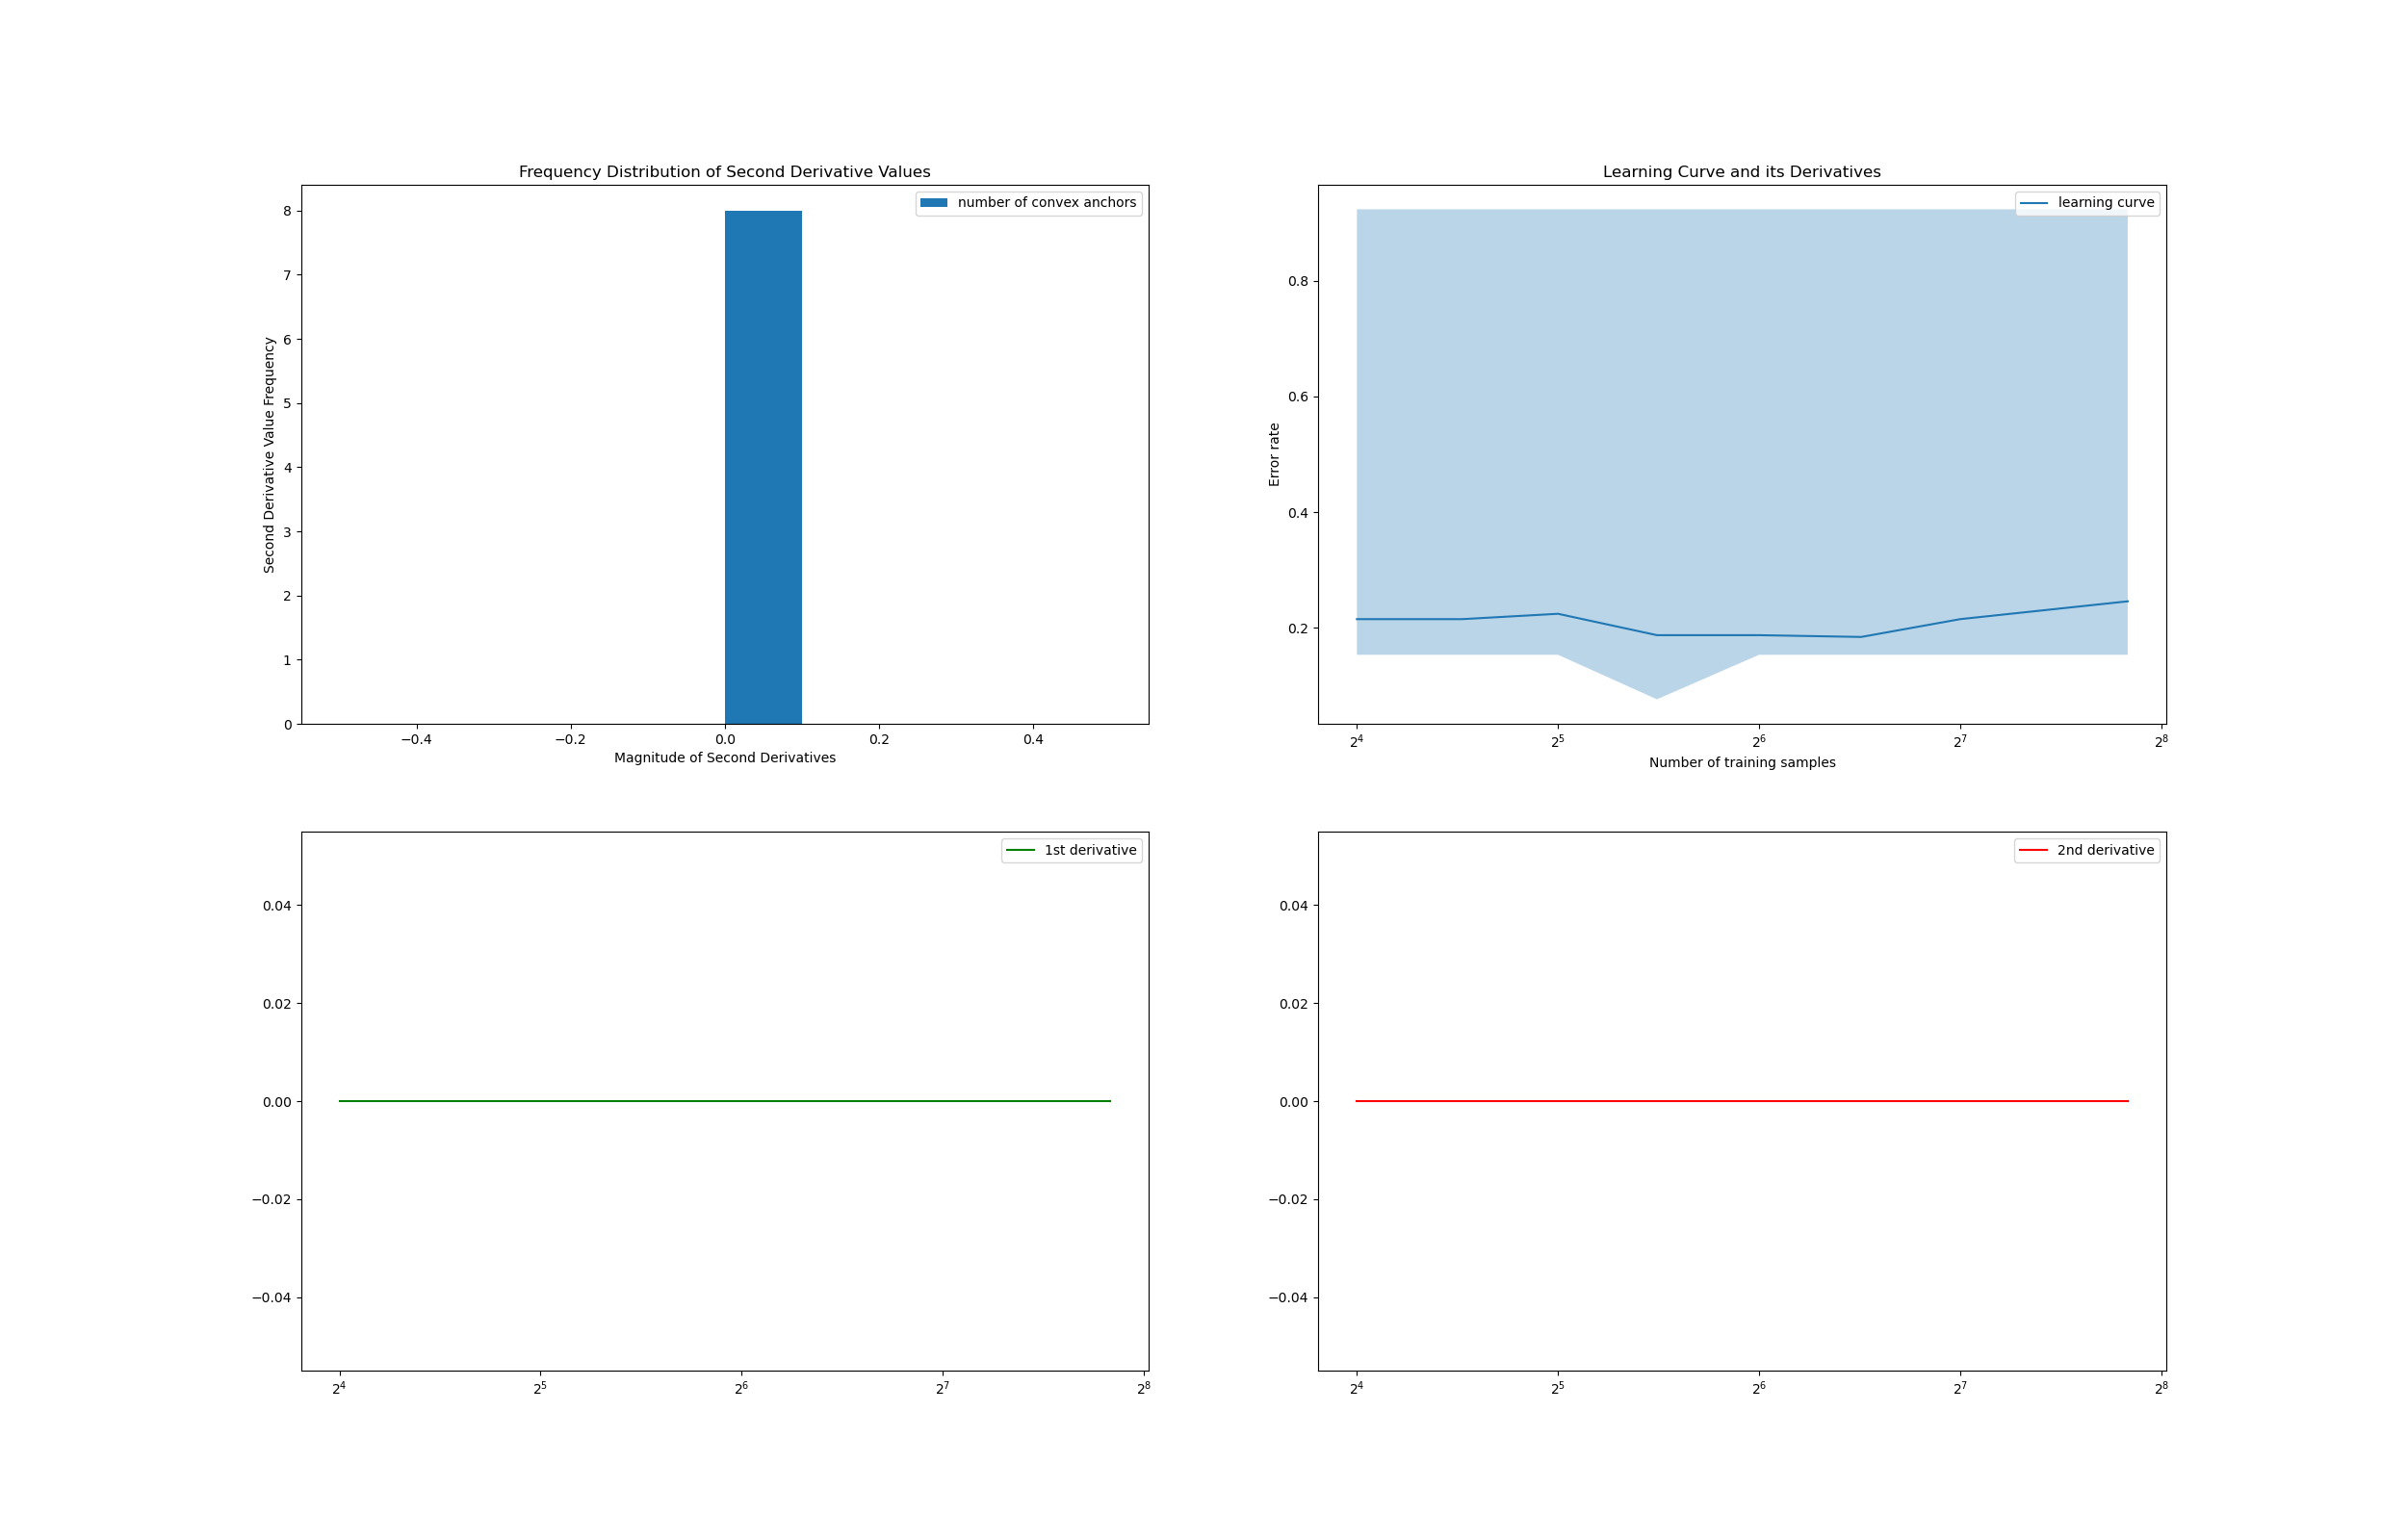 Frequency Distribution of Second Derivative Values
number of convex anchors
8
7
6
5
4
3
2
1
0
Second Derivative Value Frequency
−0.4 −0.2 0.0 0.2 0.4
Magnitude of Second Derivatives
Learning Curve and its Derivatives
learning curve
0.8
0.6
0.4
0.2
Error rate
2⁴ 2⁵ 2⁶ 2⁷ 2⁸
Number of training samples
1st derivative
0.04
0.02
0.00
−0.02
−0.04
2⁴ 2⁵ 2⁶ 2⁷ 2⁸
2nd derivative
0.04
0.02
0.00
−0.02
−0.04
2⁴ 2⁵ 2⁶ 2⁷ 2⁸